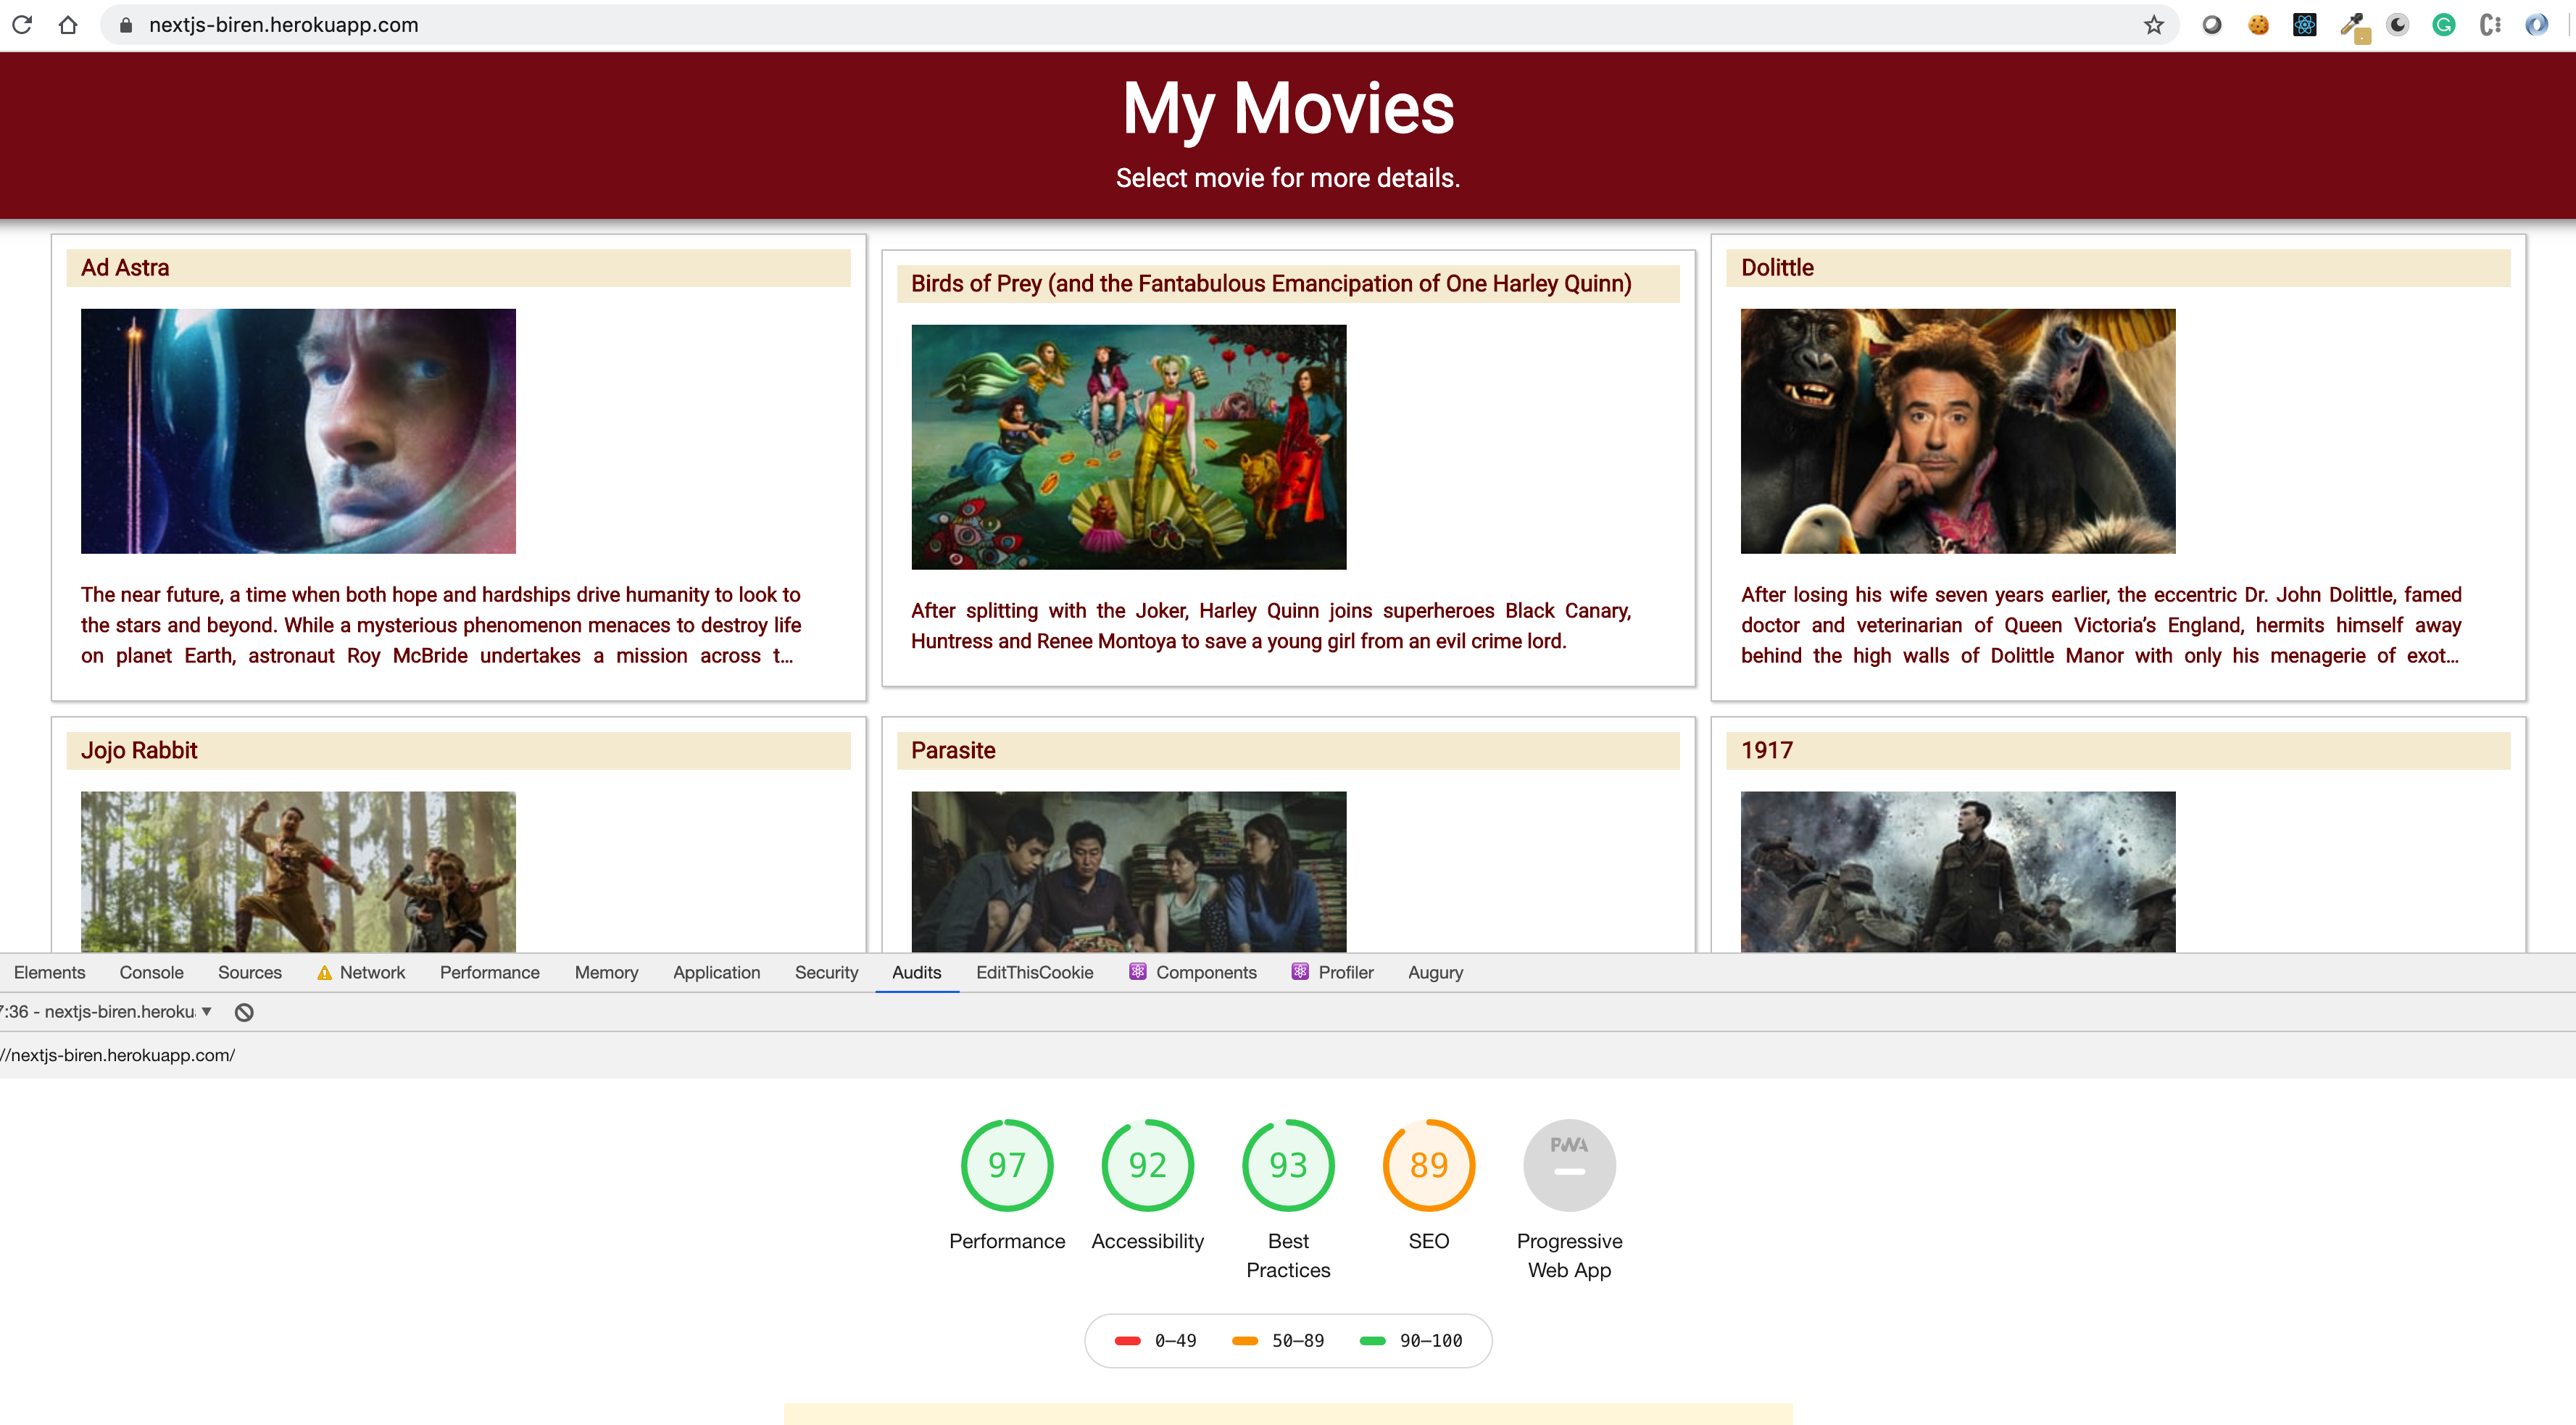 nextjs-biren.herokuapp.com
My Movies
Select movie for more details.
Ad Astra
The near future, a time when both hope and hardships drive humanity to look to
the stars and beyond. While a mysterious phenomenon menaces to destroy life
on planet Earth, astronaut Roy McBride undertakes a mission across t...
Birds of Prey (and the Fantabulous Emancipation of One Harley Quinn)
After splitting with the Joker, Harley Quinn joins superheroes Black Canary,
Huntress and Renee Montoya to save a young girl from an evil crime lord.
Dolittle
After losing his wife seven years earlier, the eccentric Dr. John Dolittle, famed
doctor and veterinarian of Queen Victoria’s England, hermits himself away
behind the high walls of Dolittle Manor with only his menagerie of exot...
Jojo Rabbit
Parasite
1917
Elements Console Sources Network Performance Memory Application Security Audits EditThisCookie Components Profiler Augury
7:36 - nextjs-biren.heroku
//nextjs-biren.herokuapp.com/
97 92 93 89 PWA
Performance Accessibility Best Practices SEO Progressive Web App
0–49 50–89 90–100